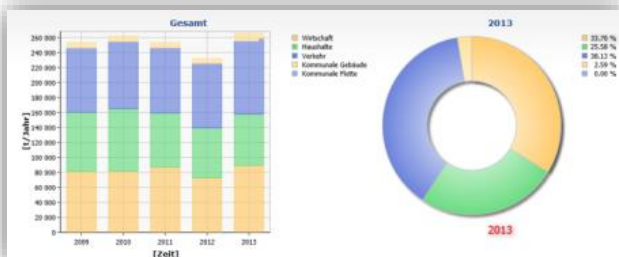 Gesamt
260 000
240 000
220 000
200 000
180 000
160 000
140 000
120 000
100 000
80 000
60 000
40 000
20 000
0
[t/Jahr]
2009 2010 2011 2012 2013
[Zeit]
Wirtschaft
Haushalte
Verkehr
Kommunale Gebäude
Kommunale Flotte
2013
33.70 %
25.58 %
38.13 %
2.59 %
0.00 %
2013